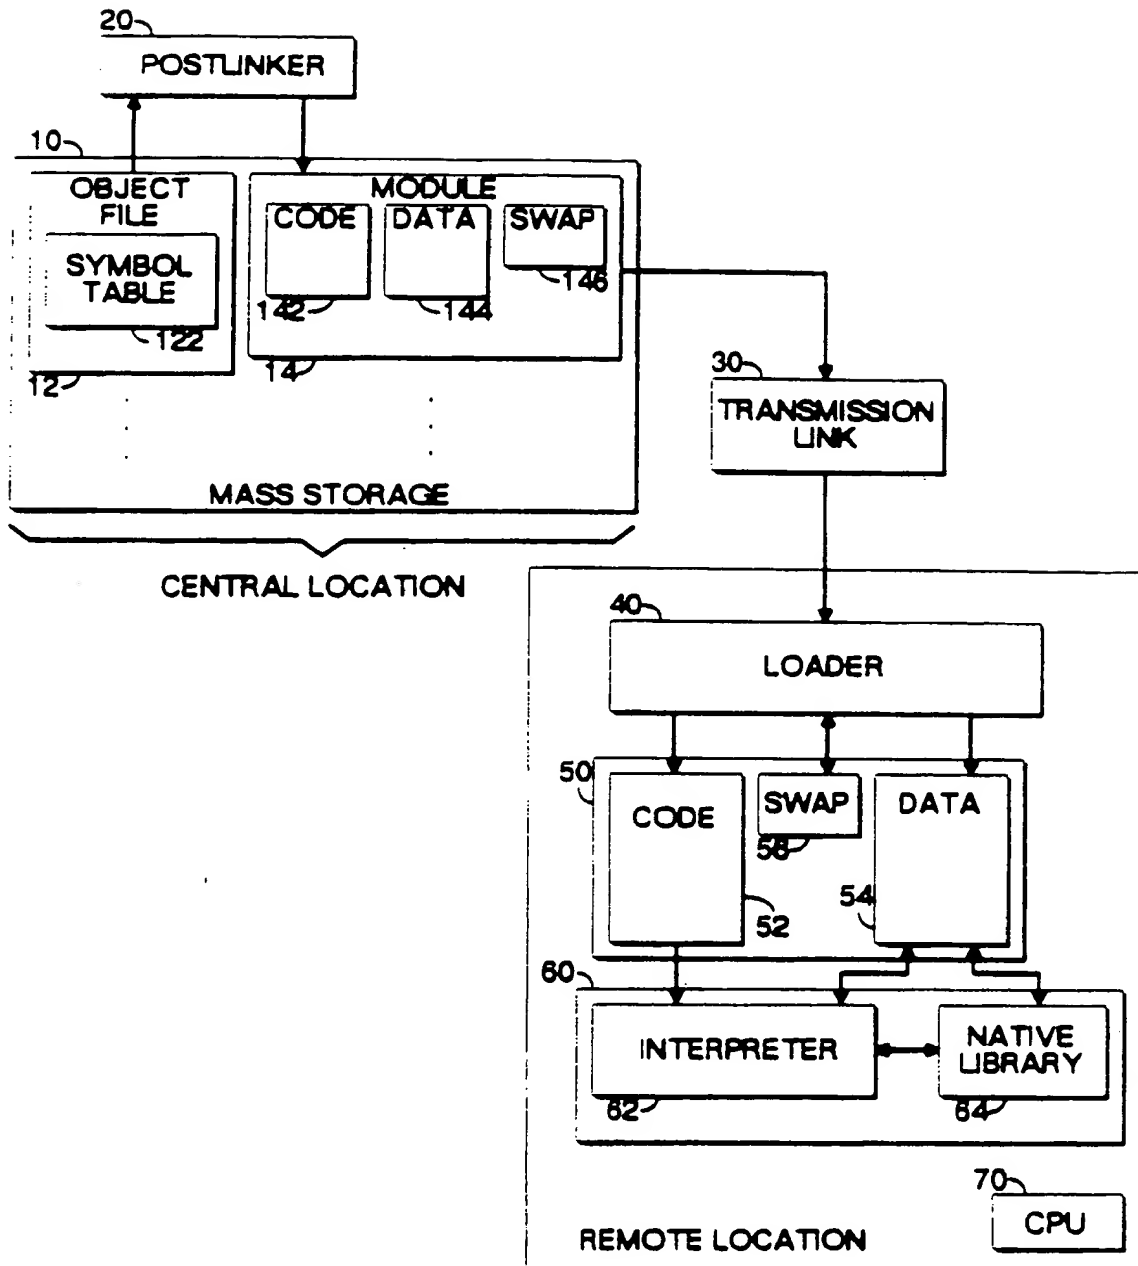 20
POSTLINKER
10
OBJECT
FILE
SYMBOL
TABLE
122
12
MODULE
CODE
142
DATA
144
SWAP
146
14
MASS STORAGE
CENTRAL LOCATION
30
TRANSMISSION
LINK
40
LOADER
50
CODE
52
SWAP
56
DATA
54
60
INTERPRETER
62
NATIVE
LIBRARY
64
70
CPU
REMOTE LOCATION